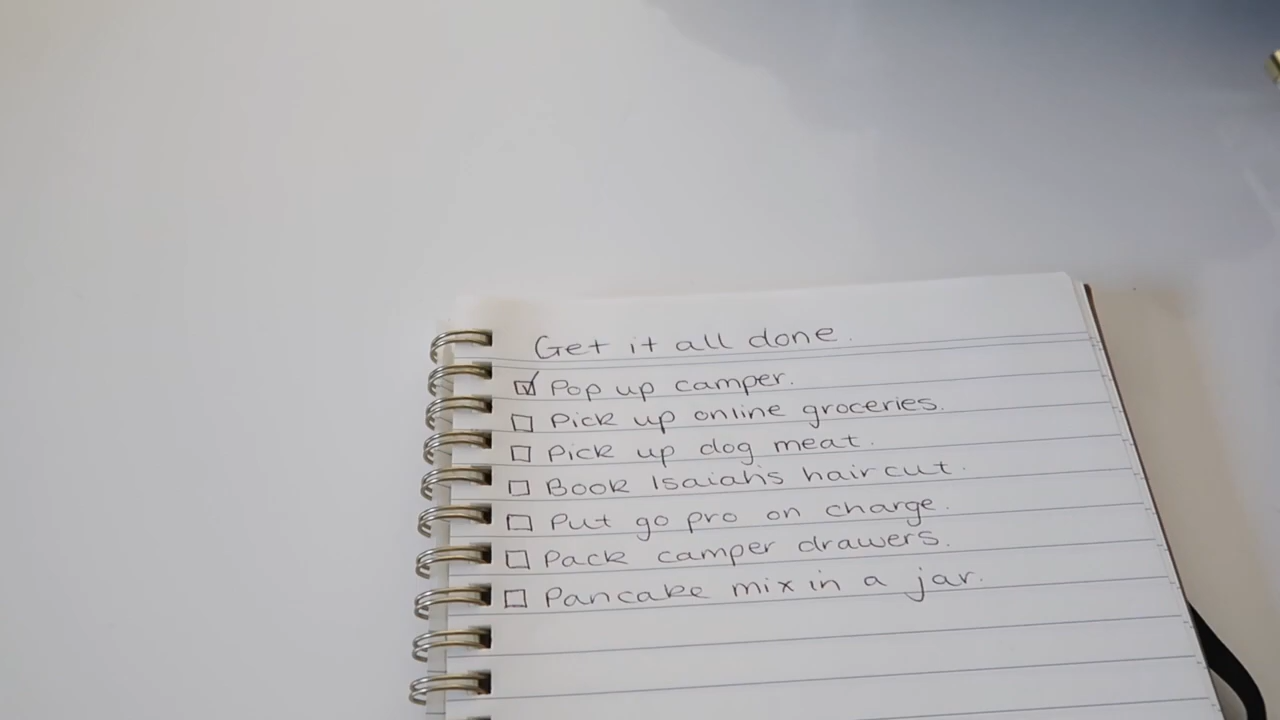 Get it all done.
☑ Pop up camper.
☐ Pick up online groceries.
☐ Pick up dog meat.
☐ Book Isaiah's haircut.
☐ Put go pro on charge.
☐ Pack camper drawers.
☐ Pancake mix in a jar.